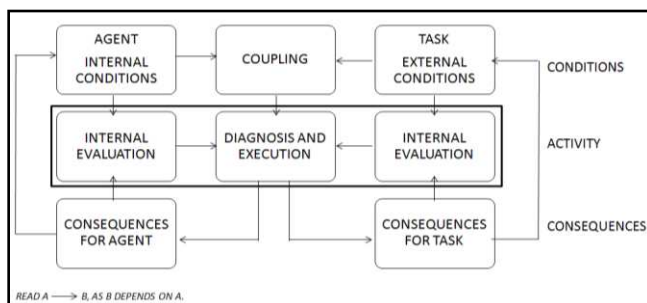 AGENT
INTERNAL
CONDITIONS
COUPLING
TASK
EXTERNAL
CONDITIONS
CONDITIONS
INTERNAL
EVALUATION
DIAGNOSIS AND
EXECUTION
INTERNAL
EVALUATION
ACTIVITY
CONSEQUENCES
FOR AGENT
CONSEQUENCES
FOR TASK
CONSEQUENCES
READ A ⟶ B, AS B DEPENDS ON A.